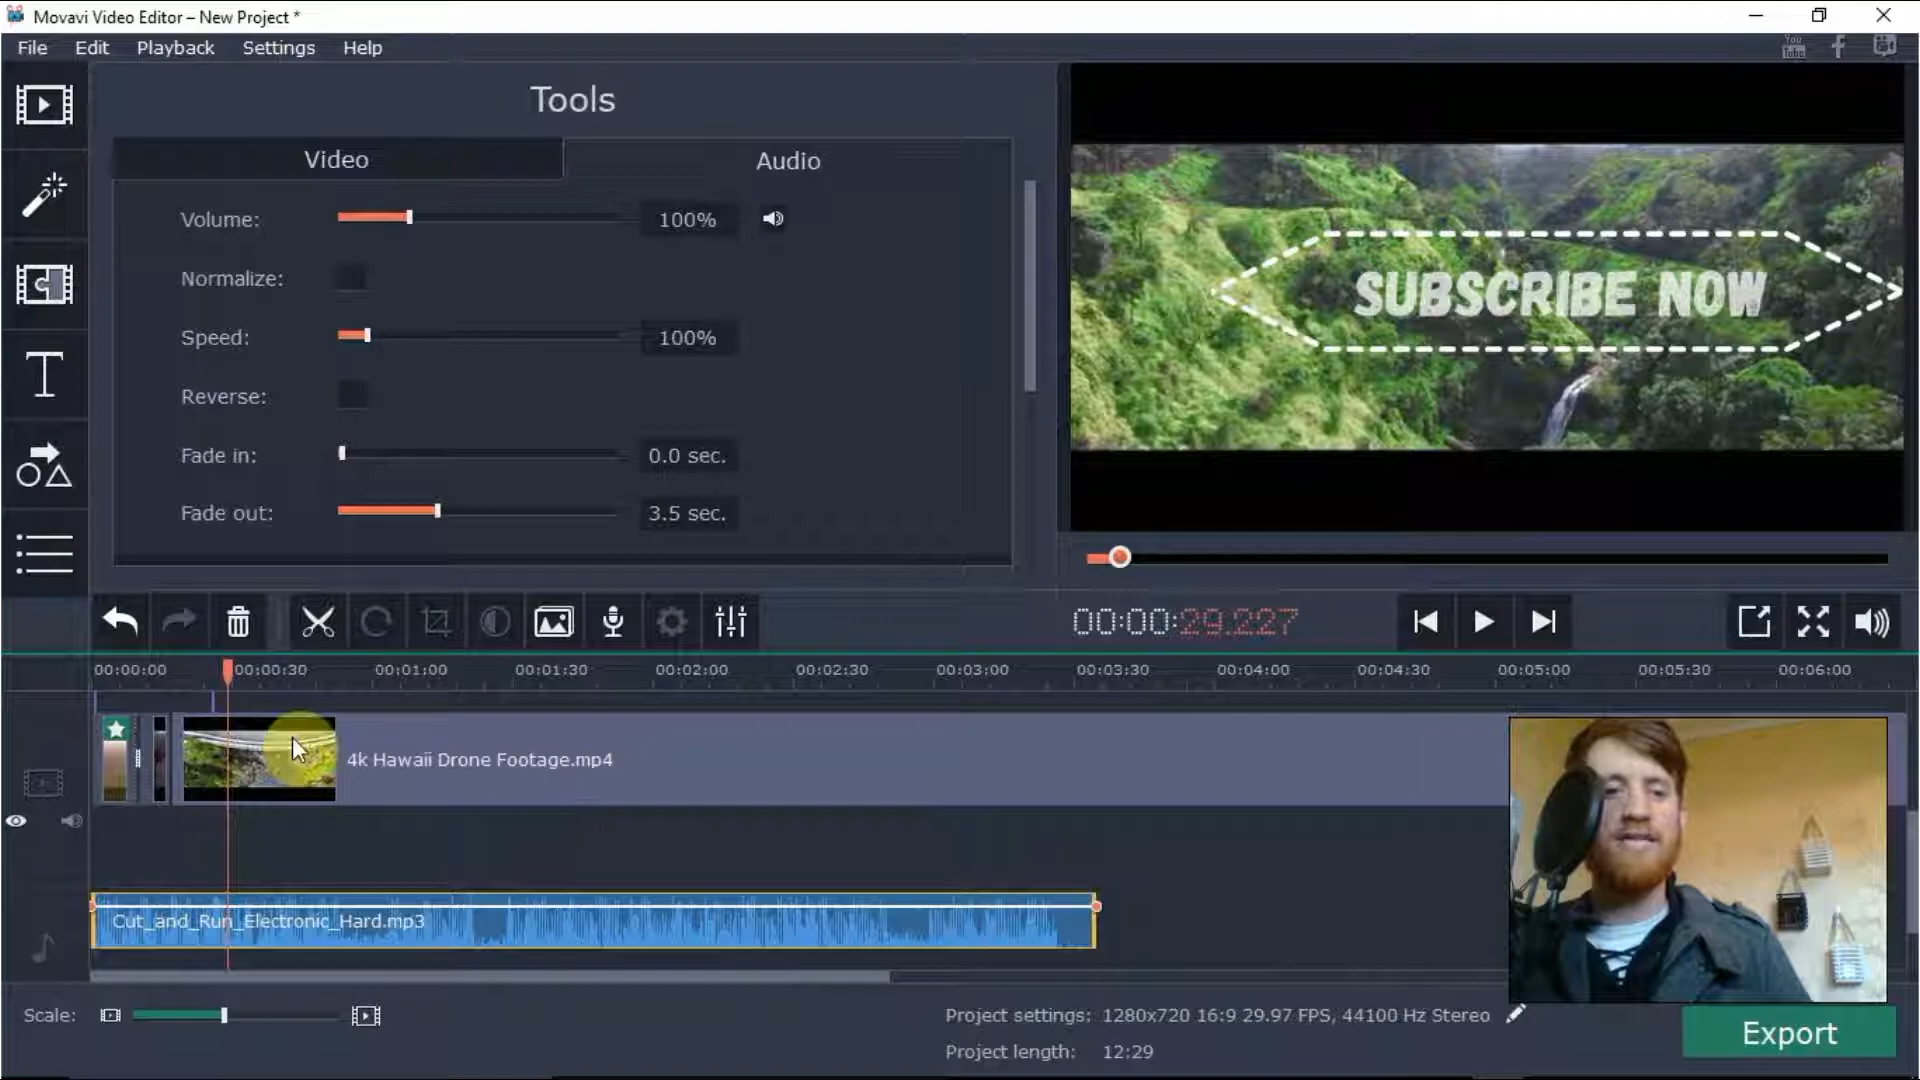 Movavi Video Editor – New Project *
File Edit Playback Settings Help
You Tube
Tools
Video Audio
Volume: 100%
Normalize:
Speed: 100%
Reverse:
Fade in: 0.0 sec.
Fade out: 3.5 sec.
SUBSCRIBE NOW
00:00:29.227
00:00:00 00:00:30 00:01:00 00:01:30 00:02:00 00:02:30 00:03:00 00:03:30 00:04:00 00:04:30 00:05:00 00:05:30 00:06:00
4k Hawaii Drone Footage.mp4
Cut_and_Run_Electronic_Hard.mp3
Scale:
Project settings: 1280x720 16:9 29.97 FPS, 44100 Hz Stereo
Project length: 12:29
Export